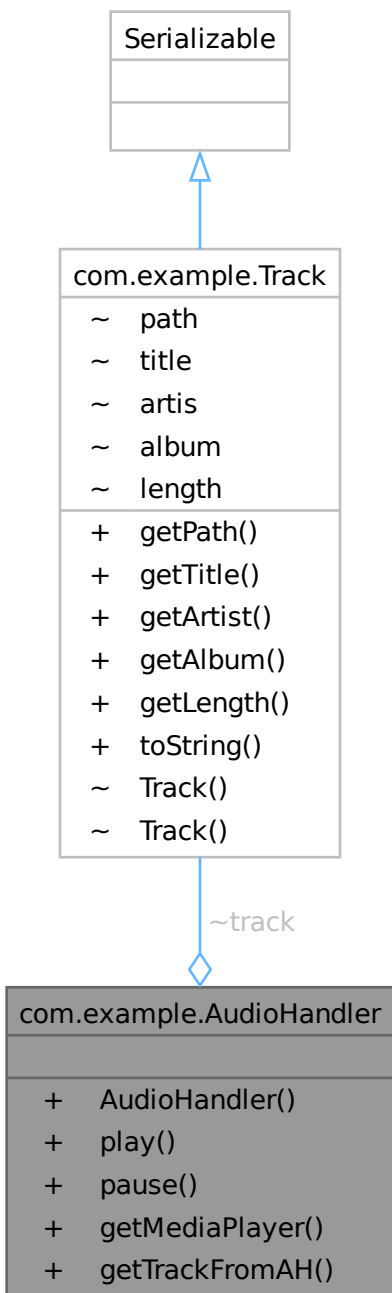 Serializable
com.example.Track
~ path
~ title
~ artis
~ album
~ length
+ getPath()
+ getTitle()
+ getArtist()
+ getAlbum()
+ getLength()
+ toString()
~ Track()
~ Track()
~track
com.example.AudioHandler
+ AudioHandler()
+ play()
+ pause()
+ getMediaPlayer()
+ getTrackFromAH()